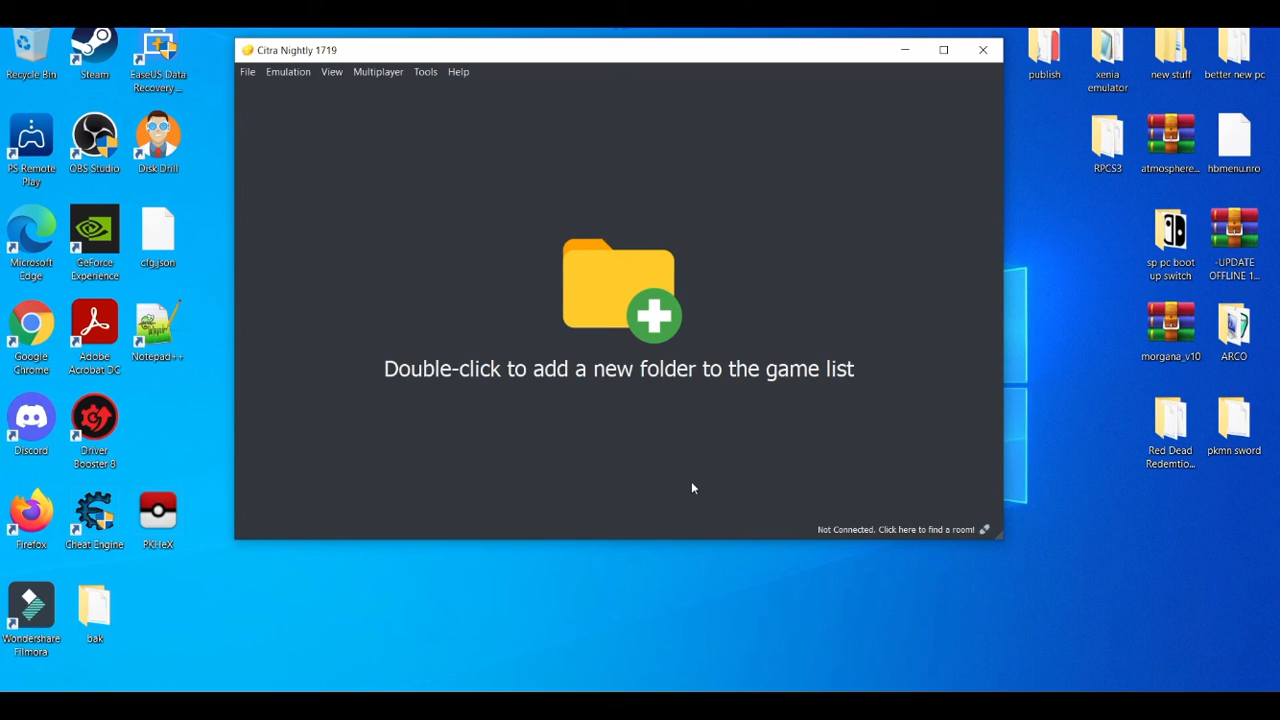 Citra Nightly 1719
File Emulation View Multiplayer Tools Help
Double-click to add a new folder to the game list
Not Connected. Click here to find a room!
Recycle Bin
Steam
EaseUS Data
Recovery ...
PS Remote
Play
OBS Studio
Disk Drill
Microsoft
Edge
GeForce
Experience
cfg.json
Google
Chrome
Adobe
Acrobat DC
Notepad++
Discord
Driver
Booster 8
Firefox
Cheat Engine
PKHeX
Wondershare
Filmora
bak
publish
xenia
emulator
new stuff
better new pc
RPCS3
atmosphere...
hbmenu.nro
sp pc boot
up switch
-UPDATE
OFFLINE 1...
morgana_v10
ARCO
Red Dead
Redemtio...
pkmn sword